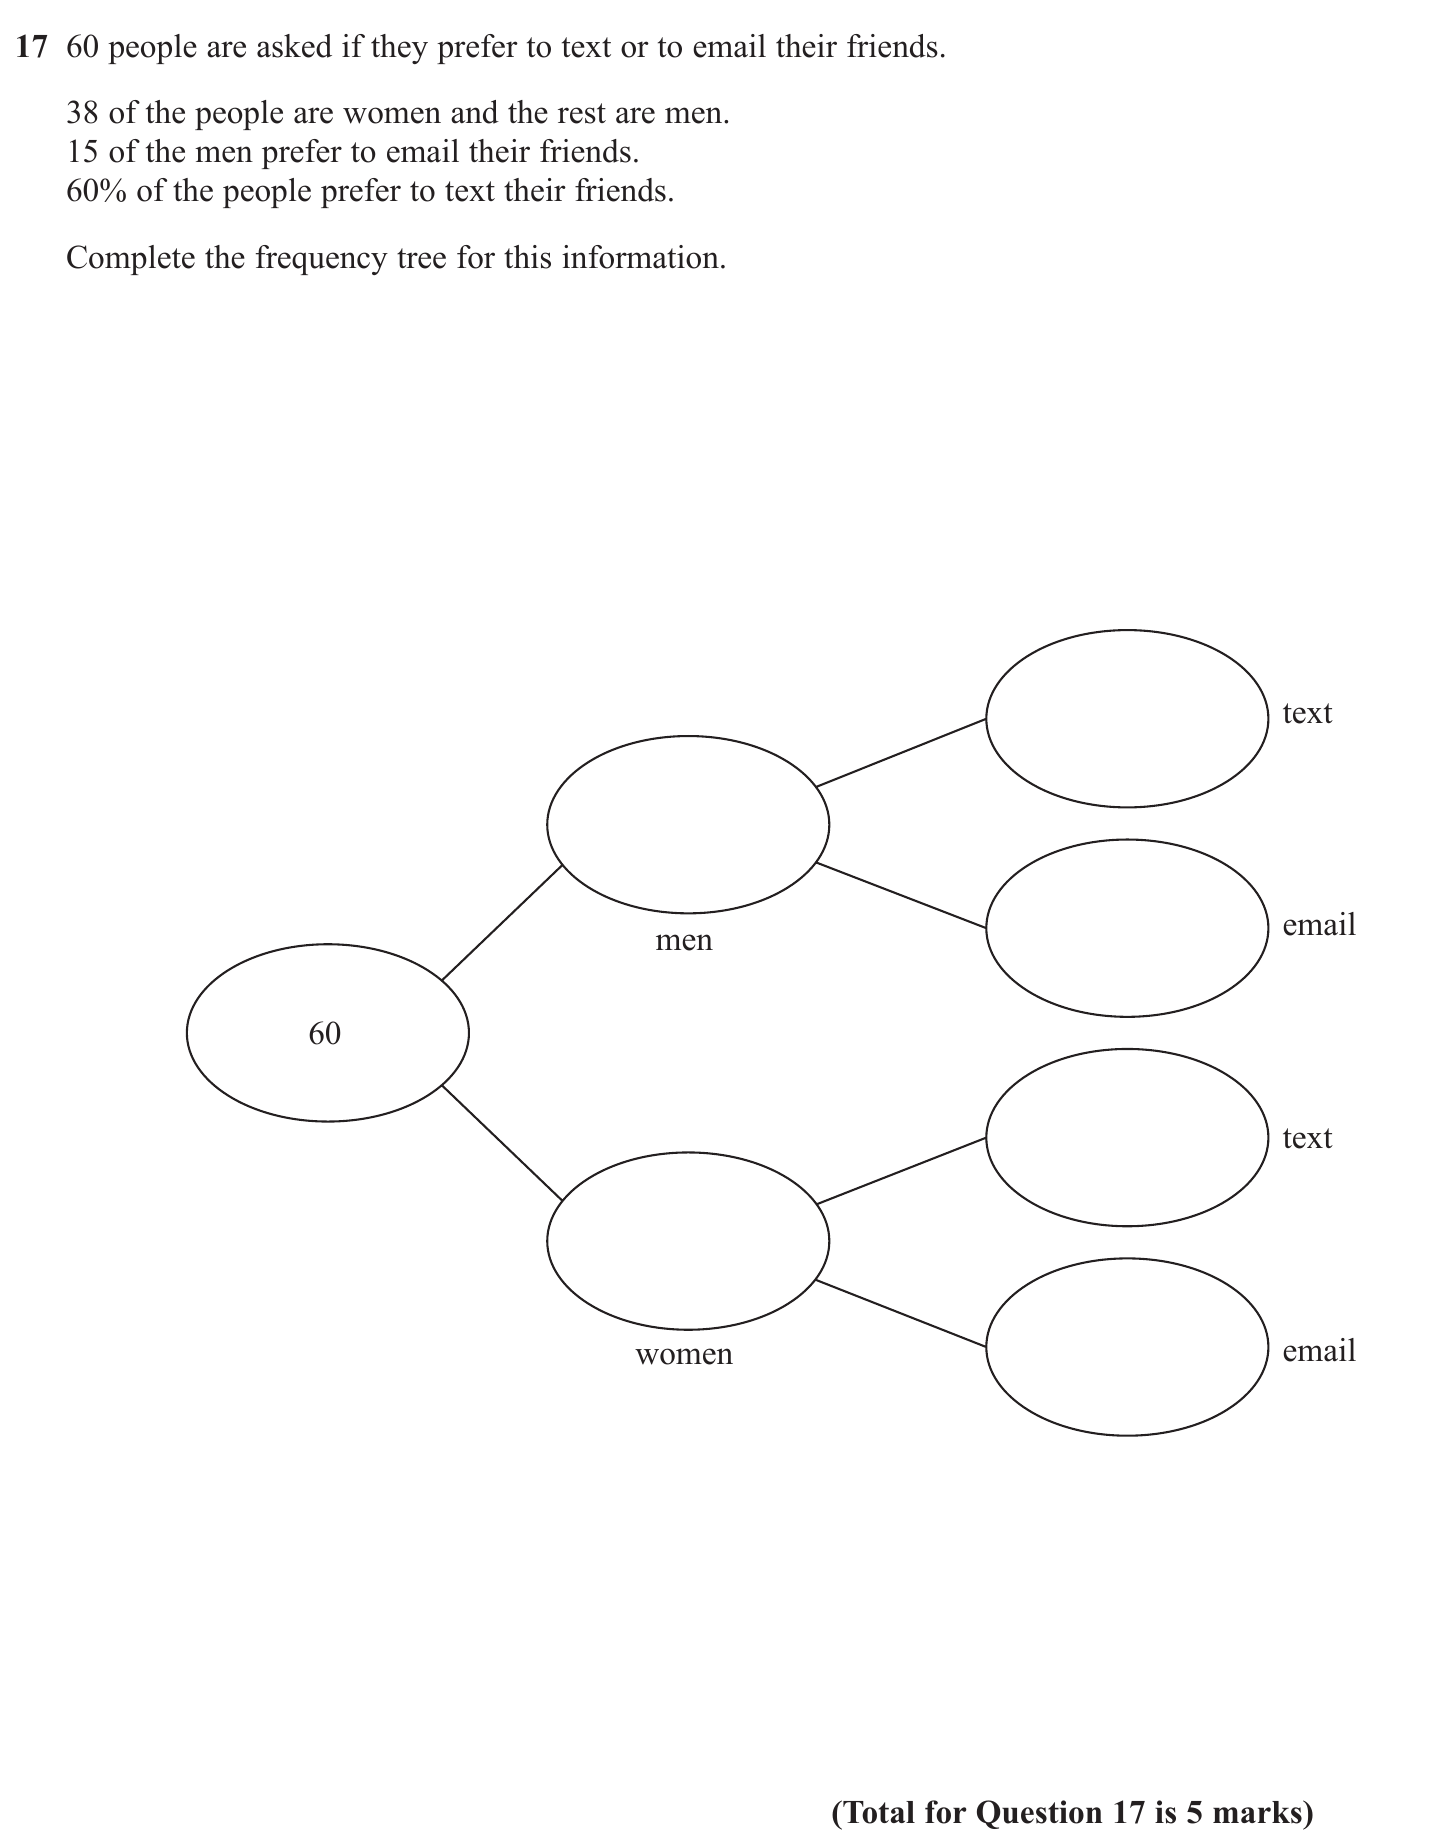 17 60 people are asked if they prefer to text or to email their friends.
38 of the people are women and the rest are men.
15 of the men prefer to email their friends.
60% of the people prefer to text their friends.
Complete the frequency tree for this information.
text
men
email
60
text
women
email
(Total for Question 17 is 5 marks)